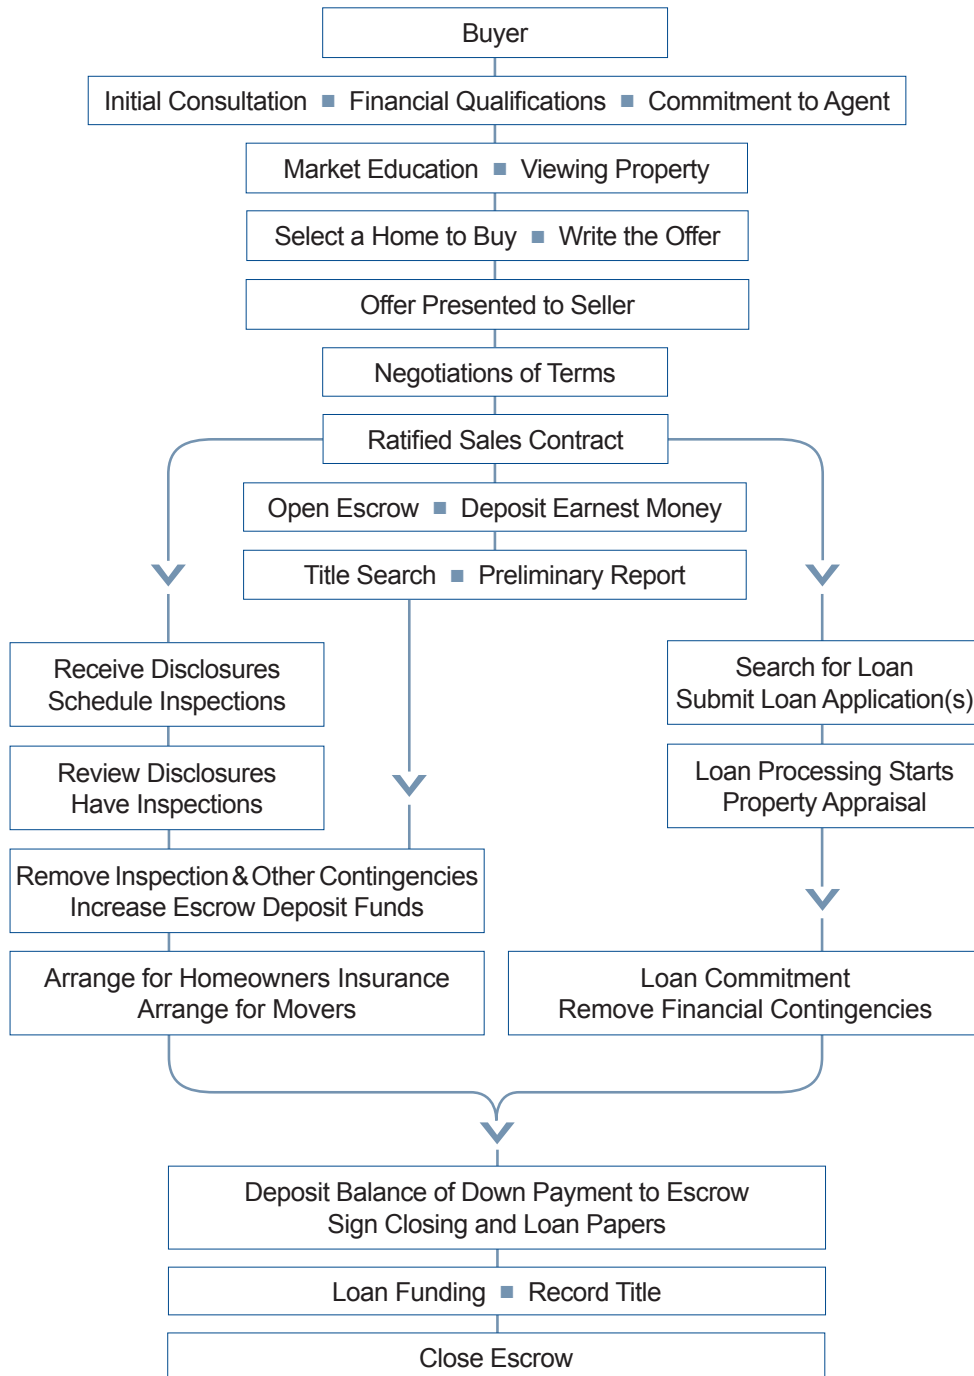 Buyer
Initial Consultation ■ Financial Qualifications ■ Commitment to Agent
Market Education ■ Viewing Property
Select a Home to Buy ■ Write the Offer
Offer Presented to Seller
Negotiations of Terms
Ratified Sales Contract
Open Escrow ■ Deposit Earnest Money
Title Search ■ Preliminary Report
Receive Disclosures
Schedule Inspections
Review Disclosures
Have Inspections
Remove Inspection & Other Contingencies
Increase Escrow Deposit Funds
Arrange for Homeowners Insurance
Arrange for Movers
Search for Loan
Submit Loan Application(s)
Loan Processing Starts
Property Appraisal
Loan Commitment
Remove Financial Contingencies
Deposit Balance of Down Payment to Escrow
Sign Closing and Loan Papers
Loan Funding ■ Record Title
Close Escrow